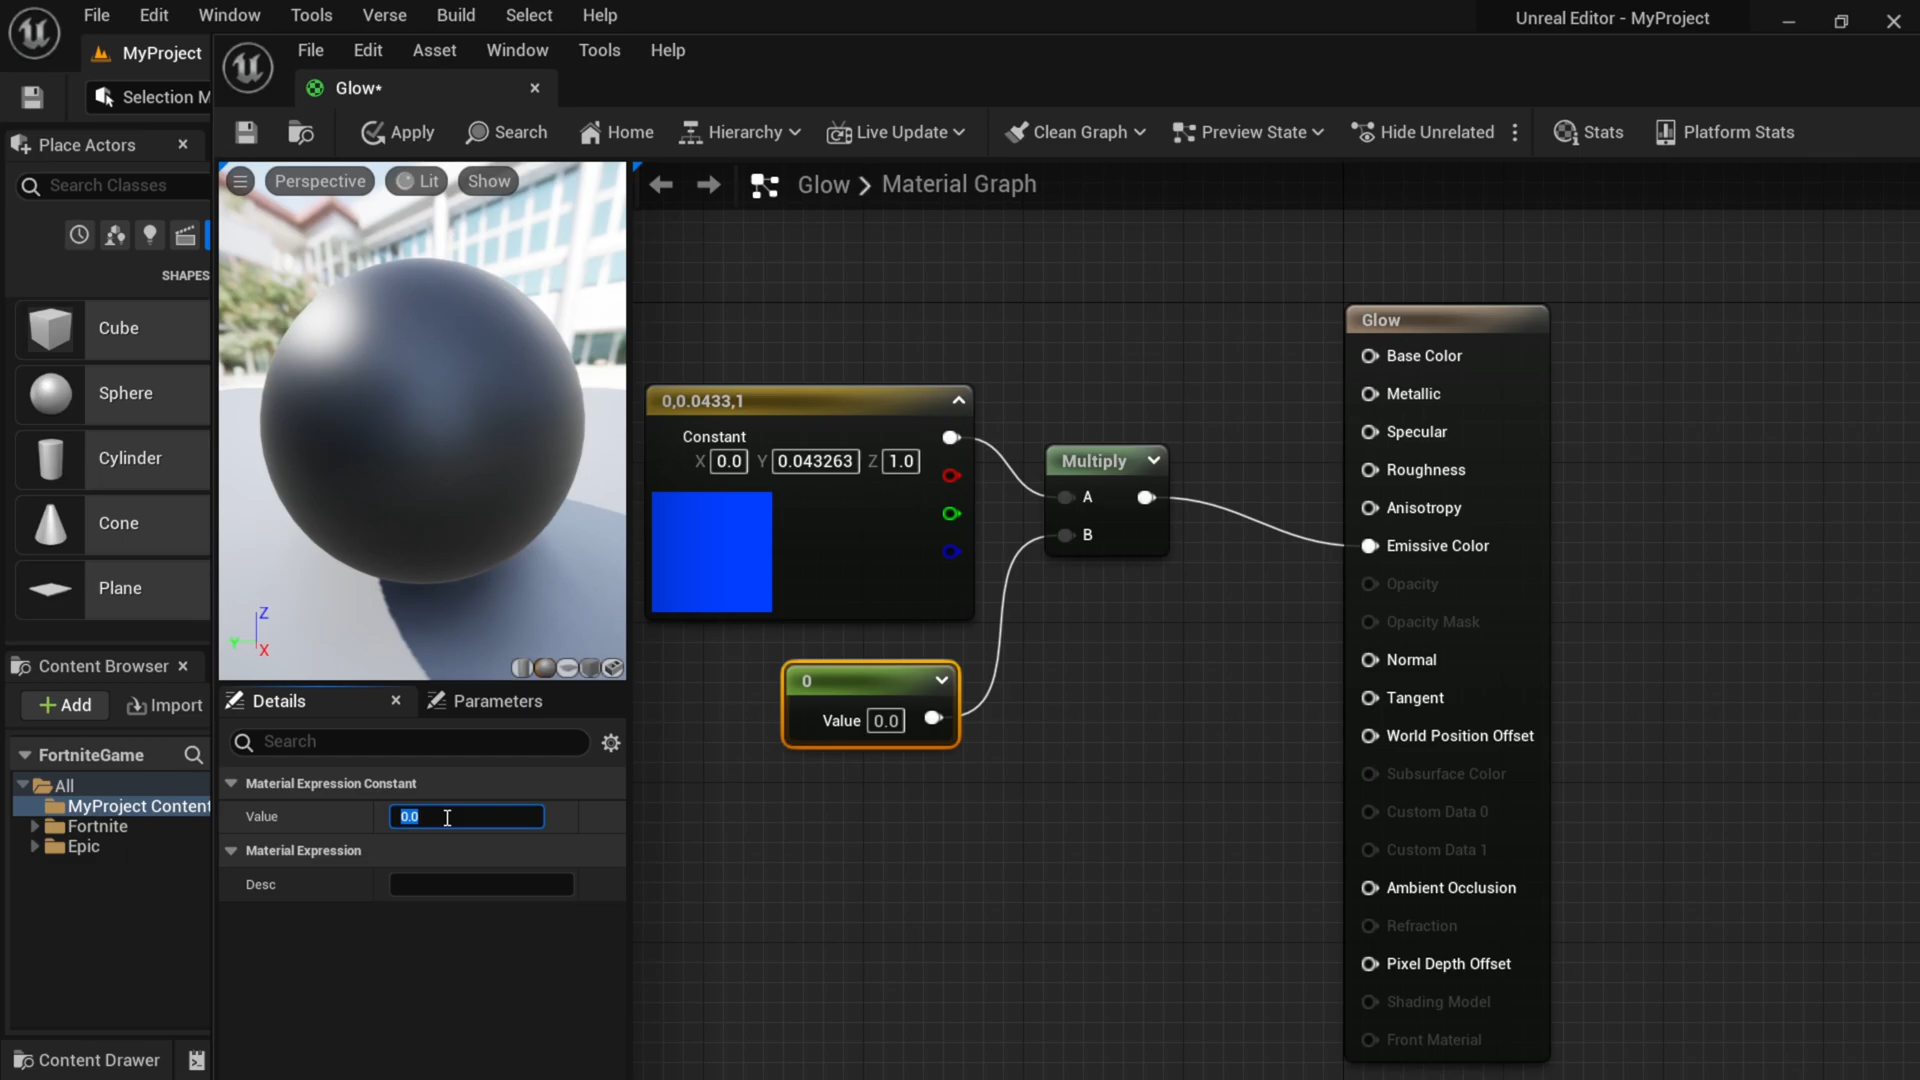 File Edit Window Tools Verse Build Select Help
Unreal Editor - MyProject
MyProject
File Edit Asset Window Tools Help
Glow*
Selection M
Apply Search Home Hierarchy Live Update Clean Graph Preview State Hide Unrelated Stats Platform Stats
Place Actors
Search Classes
SHAPES
Cube
Sphere
Cylinder
Cone
Plane
Perspective Lit Show
Z
Y
X
Glow > Material Graph
0,0.0433,1
Constant
X 0.0 Y 0.043263 Z 1.0
Multiply
A
B
0
Value 0.0
Glow
Base Color
Metallic
Specular
Roughness
Anisotropy
Emissive Color
Opacity
Opacity Mask
Normal
Tangent
World Position Offset
Subsurface Color
Custom Data 0
Custom Data 1
Ambient Occlusion
Refraction
Pixel Depth Offset
Shading Model
Front Material
Content Browser
Add Import
FortniteGame
All
MyProject Content
Fortnite
Epic
Content Drawer
Details Parameters
Search
Material Expression Constant
Value 0.0
Material Expression
Desc